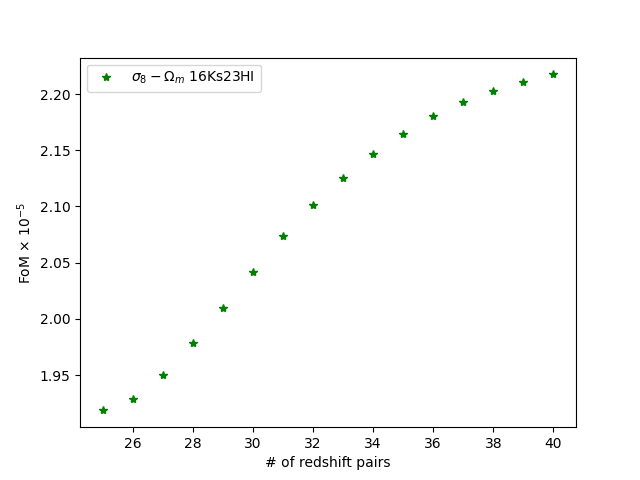 σ₈ − Ωₘ 16Ks23HI
2.20
2.15
2.10
2.05
2.00
1.95
FoM × 10⁻⁵
26 28 30 32 34 36 38 40
# of redshift pairs